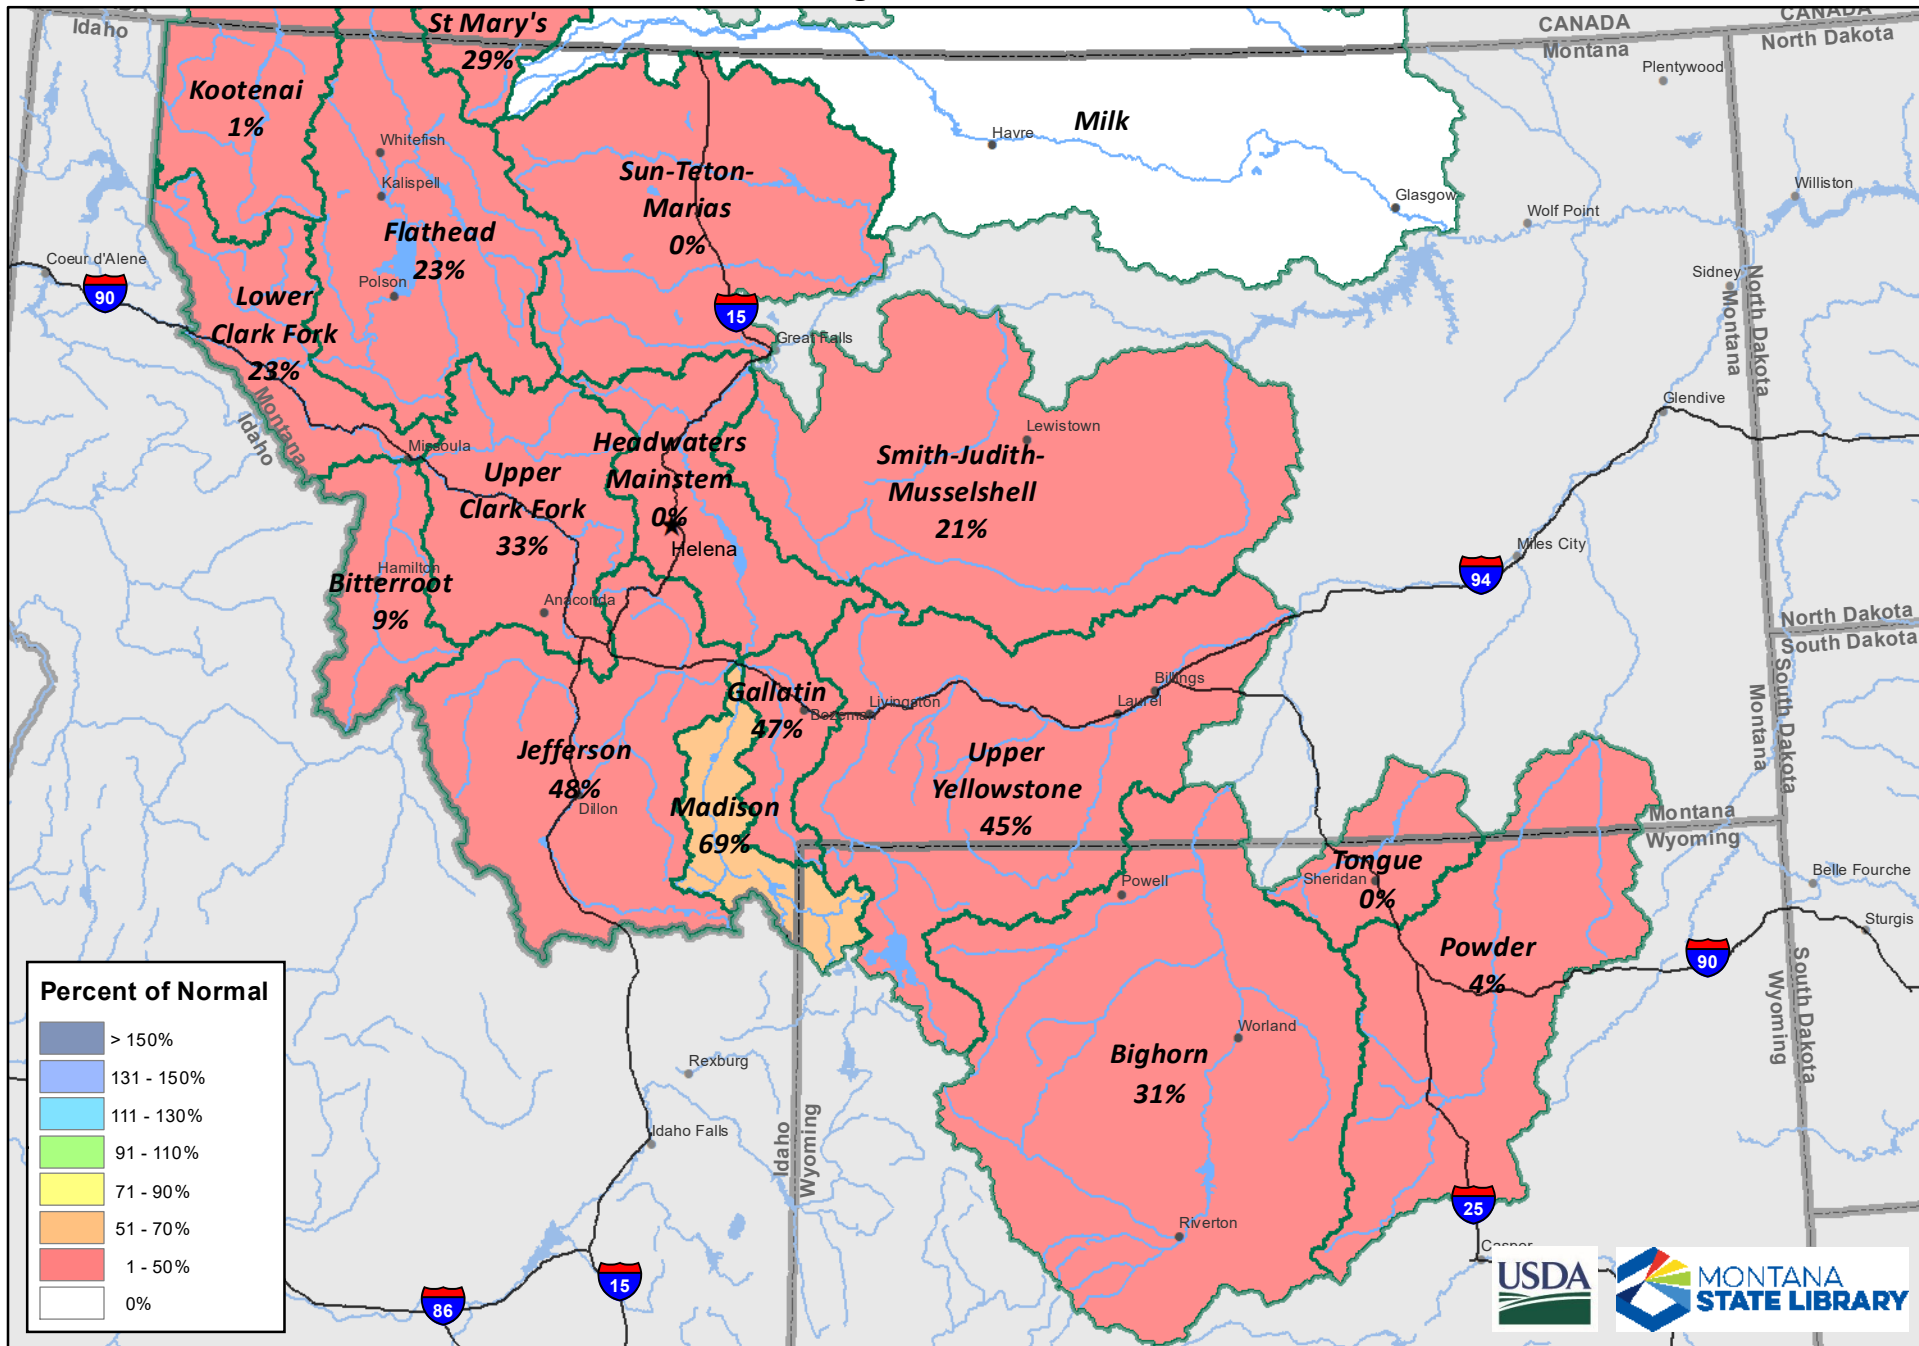 CANADA
Idaho
St Mary's
29%
CANADA
Montana
CANADA
North Dakota
Plentywood
Kootenai
1%
Milk
Havre
Whitefish
Kalispell
Sun-Teton-
Marias
0%
Glasgow
Williston
Wolf Point
Flathead
23%
Coeur d'Alene
90
Polson
Sidney
Montana
North Dakota
Lower
Clark Fork
23%
15
Great Falls
Montana
Idaho
Glendive
Missoula
Lewistown
Headwaters
Mainstem
0%
Helena
Upper
Clark Fork
33%
Smith-Judith-
Musselshell
21%
Miles City
94
Hamilton
Bitterroot
9%
Anaconda
North Dakota
South Dakota
Montana
South Dakota
Gallatin
47%
Bozeman
Livingston
Billings
Laurel
Jefferson
48%
Dillon
Madison
69%
Upper
Yellowstone
45%
Montana
Wyoming
Powell
Tongue
0%
Sheridan
Belle Fourche
Sturgis
Powder
4%
90
Wyoming
South Dakota
Worland
Bighorn
31%
Rexburg
Idaho Falls
Idaho
Wyoming
Riverton
25
Casper
15
86
Percent of Normal
> 150%
131 - 150%
111 - 130%
91 - 110%
71 - 90%
51 - 70%
1 - 50%
0%
USDA
MONTANA
STATE LIBRARY